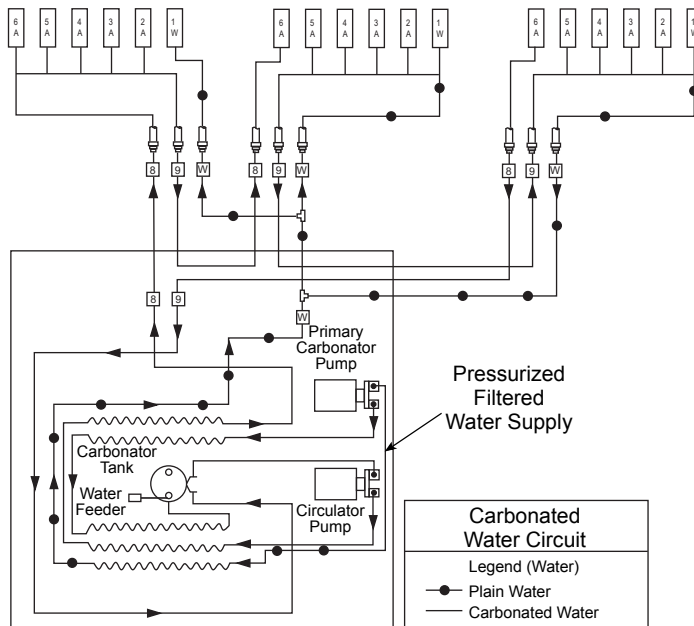 6 A
5 A
4 A
3 A
2 A
1 W
6 A
5 A
4 A
3 A
2 A
1 W
6 A
5 A
4 A
3 A
2 A
1 W
8
9
W
8
9
W
8
9
W
8
9
W
Primary
Carbonator
Pump
Pressurized
Filtered
Water Supply
Carbonator
Tank
Water
Feeder
Circulator
Pump
Carbonated
Water Circuit
Legend (Water)
Plain Water
Carbonated Water